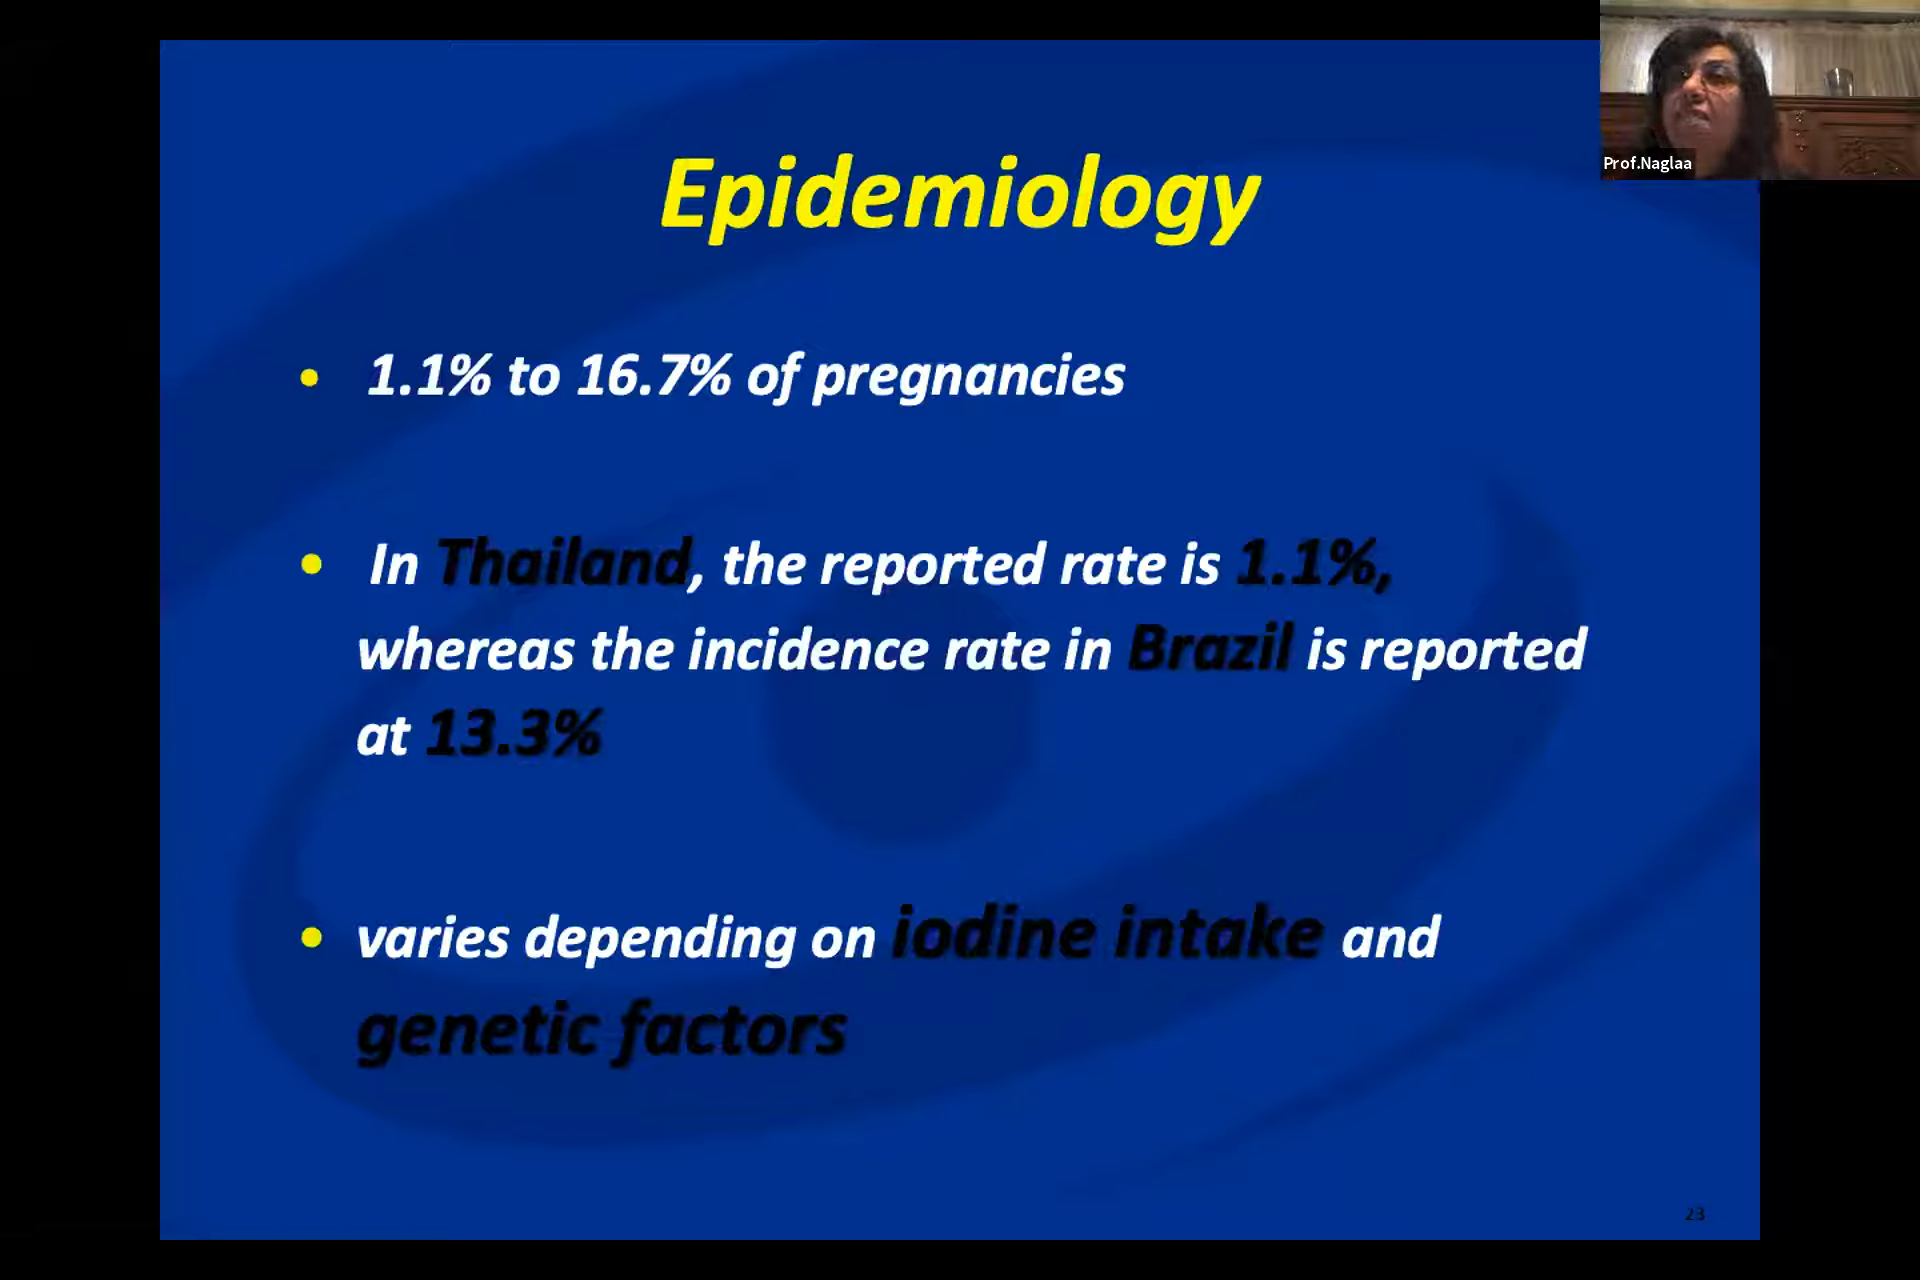 Prof.Naglaa
Epidemiology
• 1.1% to 16.7% of pregnancies
• In Thailand, the reported rate is 1.1%,
whereas the incidence rate in Brazil is reported
at 13.3%
• varies depending on iodine intake and
genetic factors
23